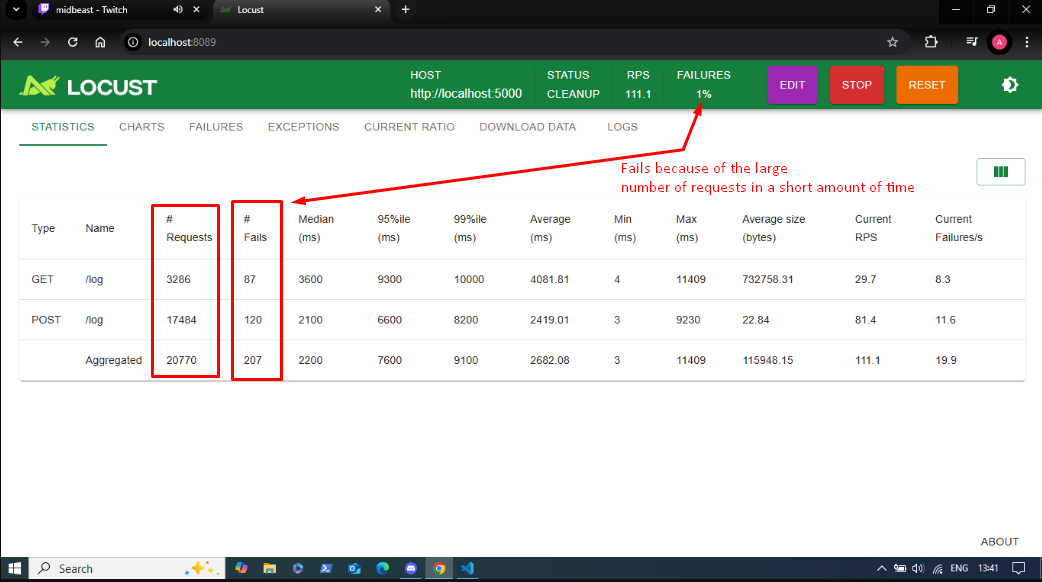 midbeast - Twitch
Locust
localhost:8089
LOCUST
HOST
http://localhost:5000
STATUS
CLEANUP
RPS
111.1
FAILURES
1%
EDIT
STOP
RESET
A
STATISTICS CHARTS FAILURES EXCEPTIONS CURRENT RATIO DOWNLOAD DATA LOGS
Fails because of the large
number of requests in a short amount of time
Type Name # Requests # Fails Median (ms) 95%ile (ms) 99%ile (ms) Average (ms) Min (ms) Max (ms) Average size (bytes) Current RPS Current Failures/s
GET /log 3286 87 3600 9300 10000 4081.81 4 11409 732758.31 29.7 8.3
POST /log 17484 120 2100 6600 8200 2419.01 3 9230 22.84 81.4 11.6
Aggregated 20770 207 2200 7600 9100 2682.08 3 11409 115948.15 111.1 19.9
ABOUT
Search
ENG 13:41